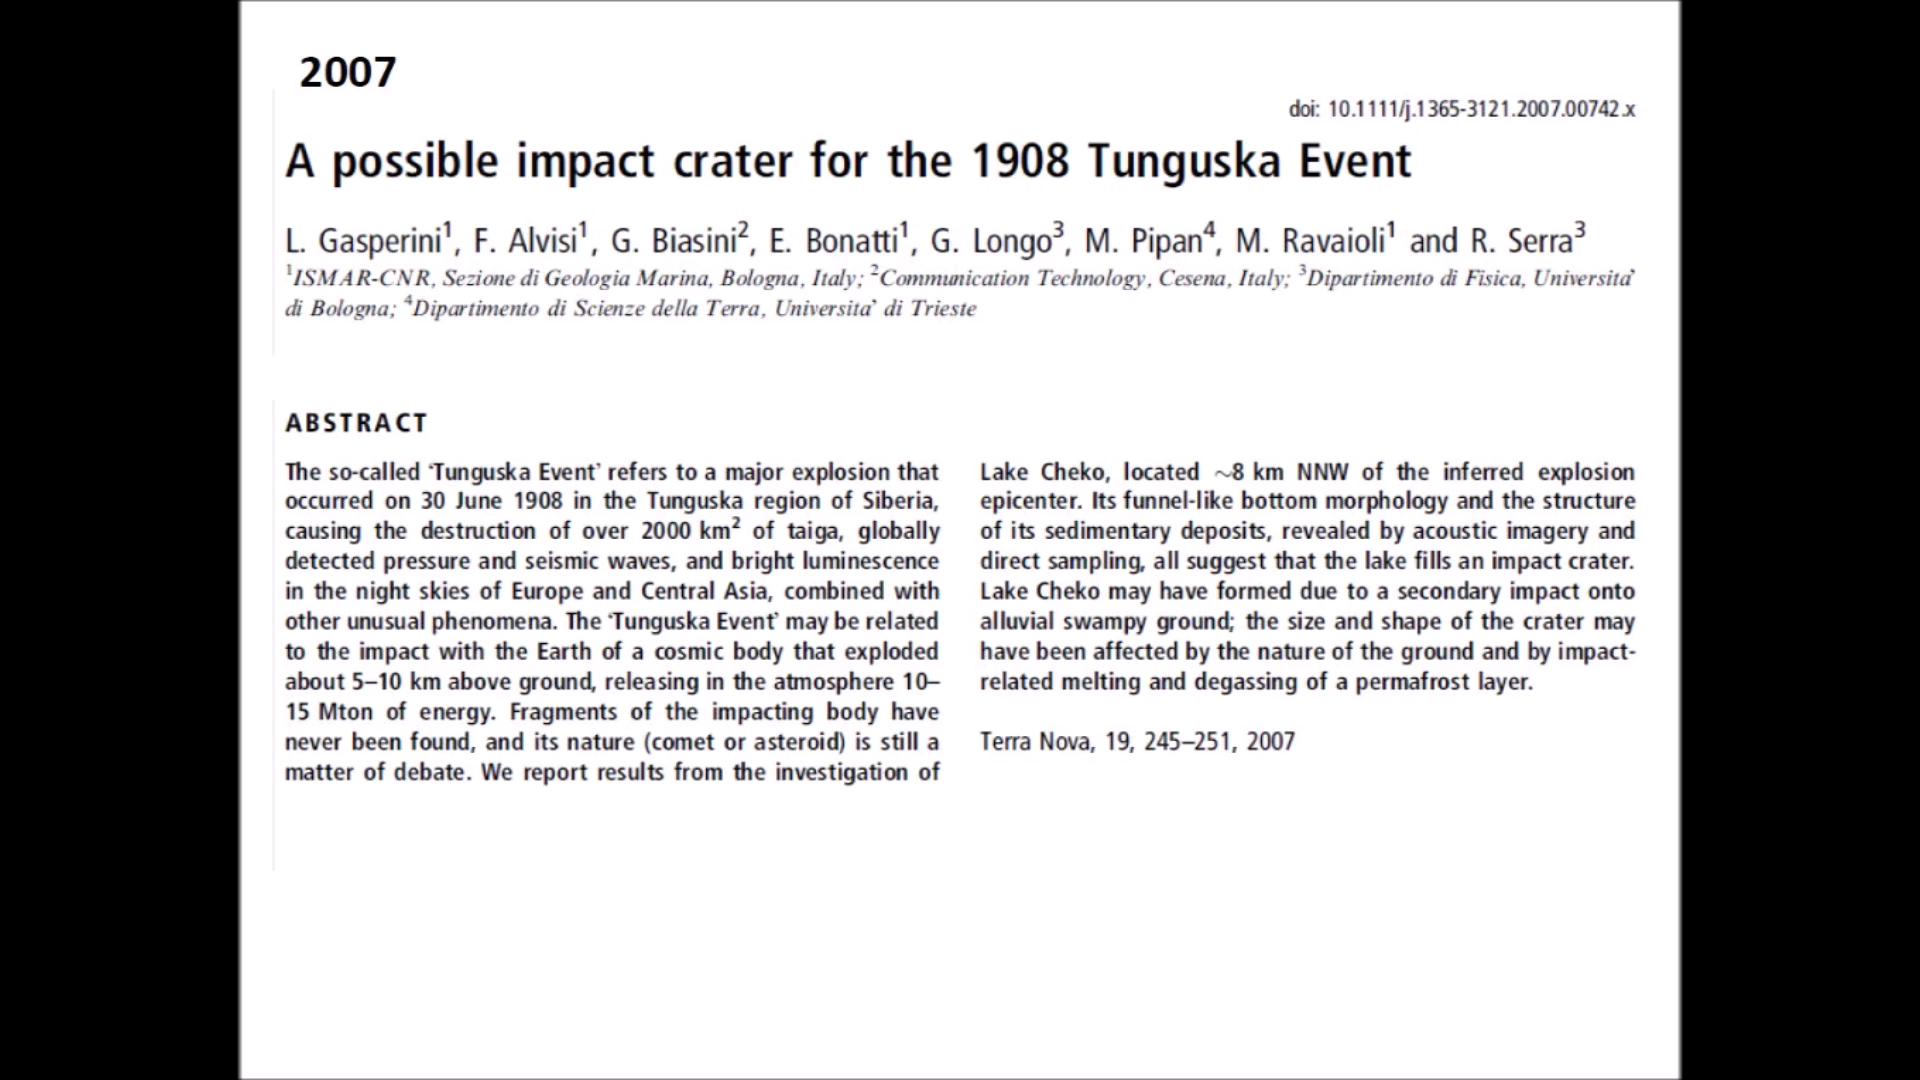 2007
doi: 10.1111/j.1365-3121.2007.00742.x
A possible impact crater for the 1908 Tunguska Event
L. Gasperini¹, F. Alvisi¹, G. Biasini², E. Bonatti¹, G. Longo³, M. Pipan⁴, M. Ravaioli¹ and R. Serra³
¹ISMAR-CNR, Sezione di Geologia Marina, Bologna, Italy; ²Communication Technology, Cesena, Italy; ³Dipartimento di Fisica, Universita’
di Bologna; ⁴Dipartimento di Scienze della Terra, Universita’ di Trieste
ABSTRACT
The so-called ‘Tunguska Event’ refers to a major explosion that
occurred on 30 June 1908 in the Tunguska region of Siberia,
causing the destruction of over 2000 km² of taiga, globally
detected pressure and seismic waves, and bright luminescence
in the night skies of Europe and Central Asia, combined with
other unusual phenomena. The ‘Tunguska Event’ may be related
to the impact with the Earth of a cosmic body that exploded
about 5–10 km above ground, releasing in the atmosphere 10–
15 Mton of energy. Fragments of the impacting body have
never been found, and its nature (comet or asteroid) is still a
matter of debate. We report results from the investigation of
Lake Cheko, located ~8 km NNW of the inferred explosion
epicenter. Its funnel-like bottom morphology and the structure
of its sedimentary deposits, revealed by acoustic imagery and
direct sampling, all suggest that the lake fills an impact crater.
Lake Cheko may have formed due to a secondary impact onto
alluvial swampy ground; the size and shape of the crater may
have been affected by the nature of the ground and by impact-
related melting and degassing of a permafrost layer.
Terra Nova, 19, 245–251, 2007